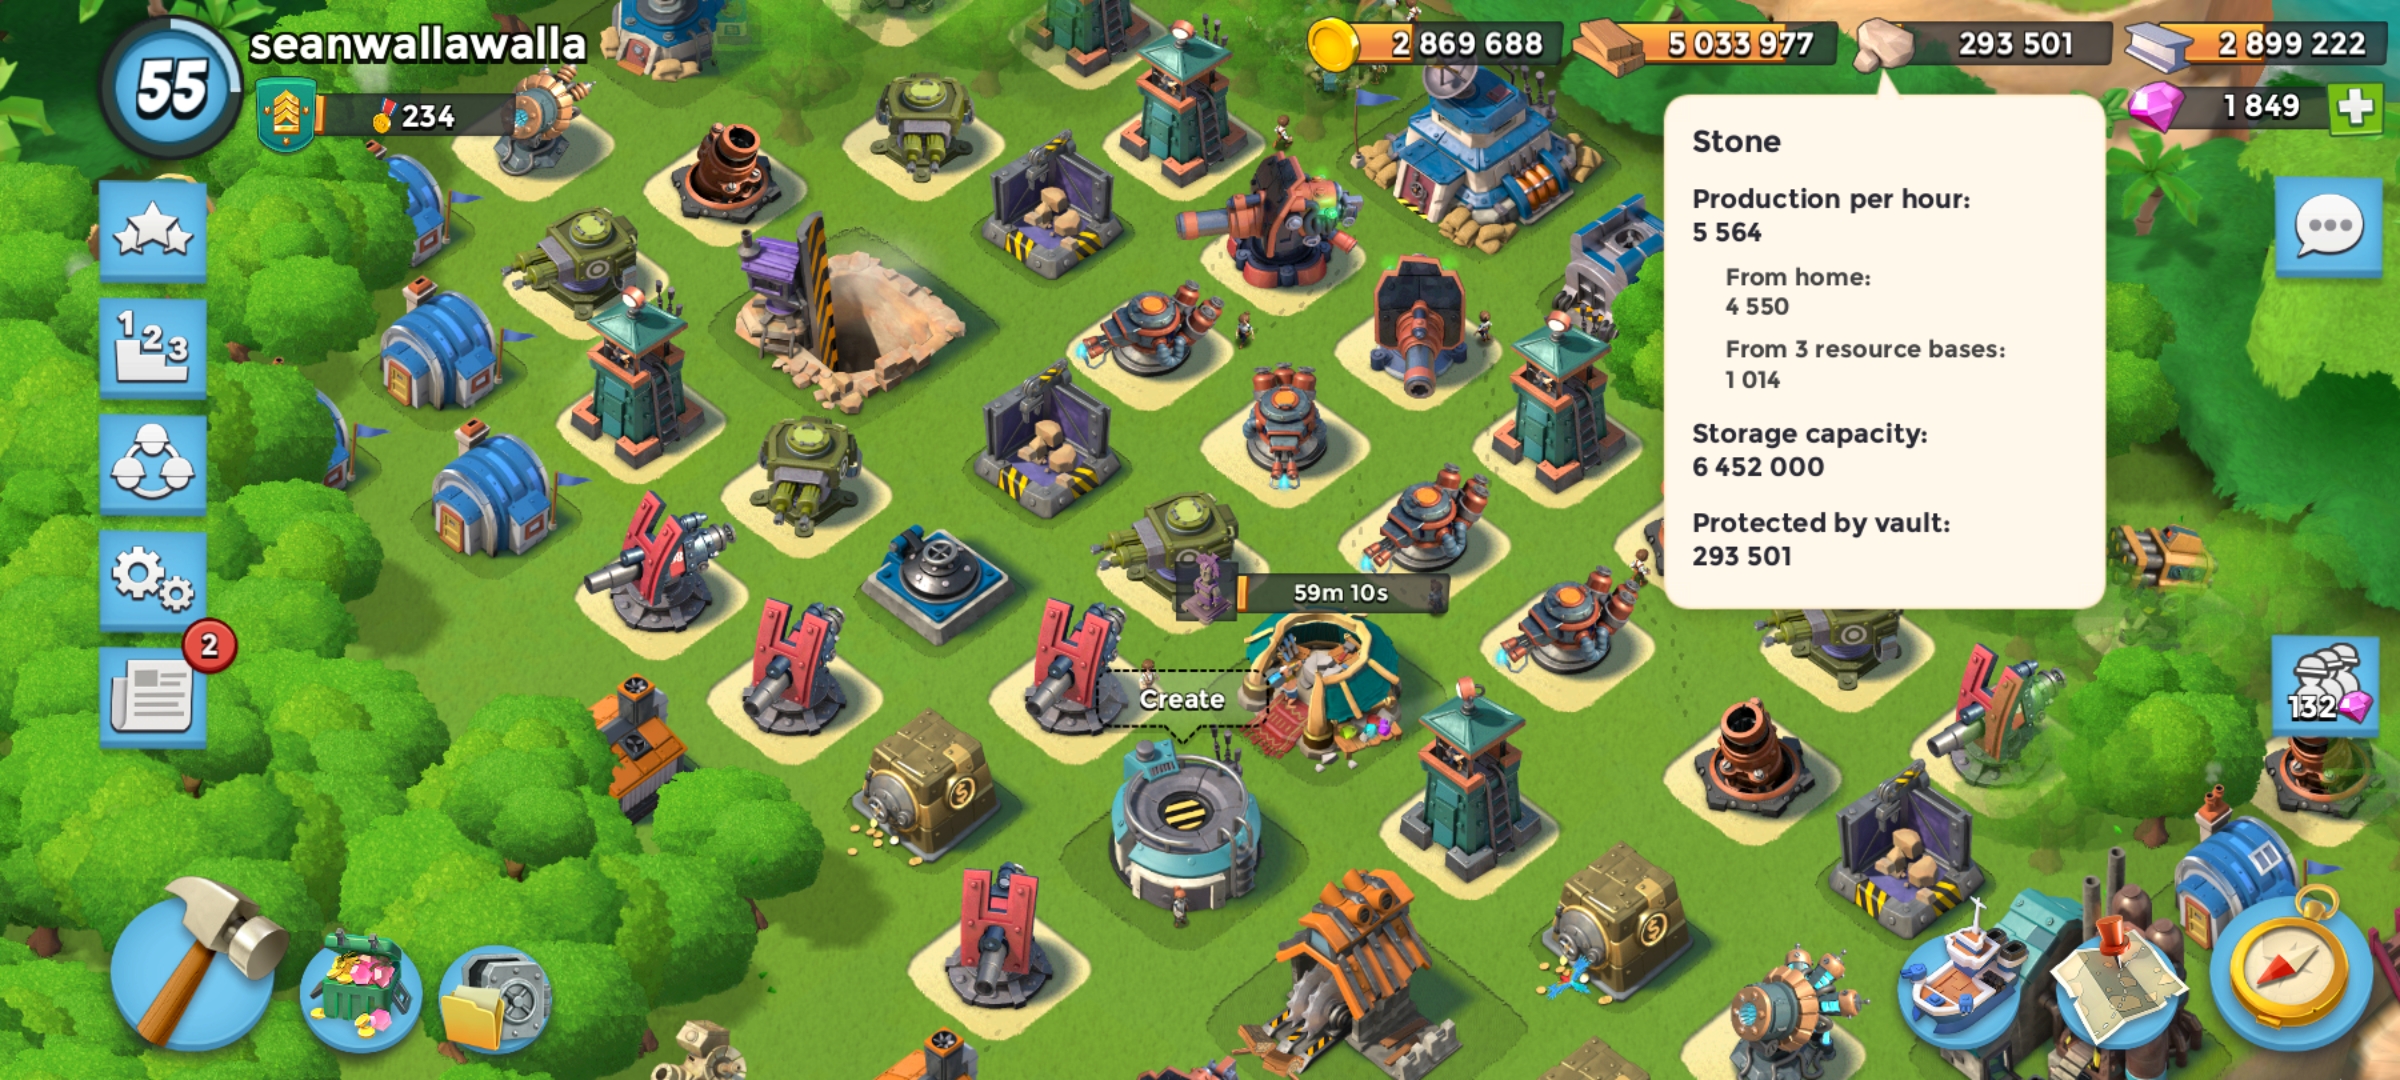 55
seanwallawalla
234
2 869 688
5 033 977
293 501
2 899 222
1 849
Stone
Production per hour:
5 564
From home:
4 550
From 3 resource bases:
1 014
Storage capacity:
6 452 000
Protected by vault:
293 501
1 2 3
2
59m 10s
Create
132
$
$